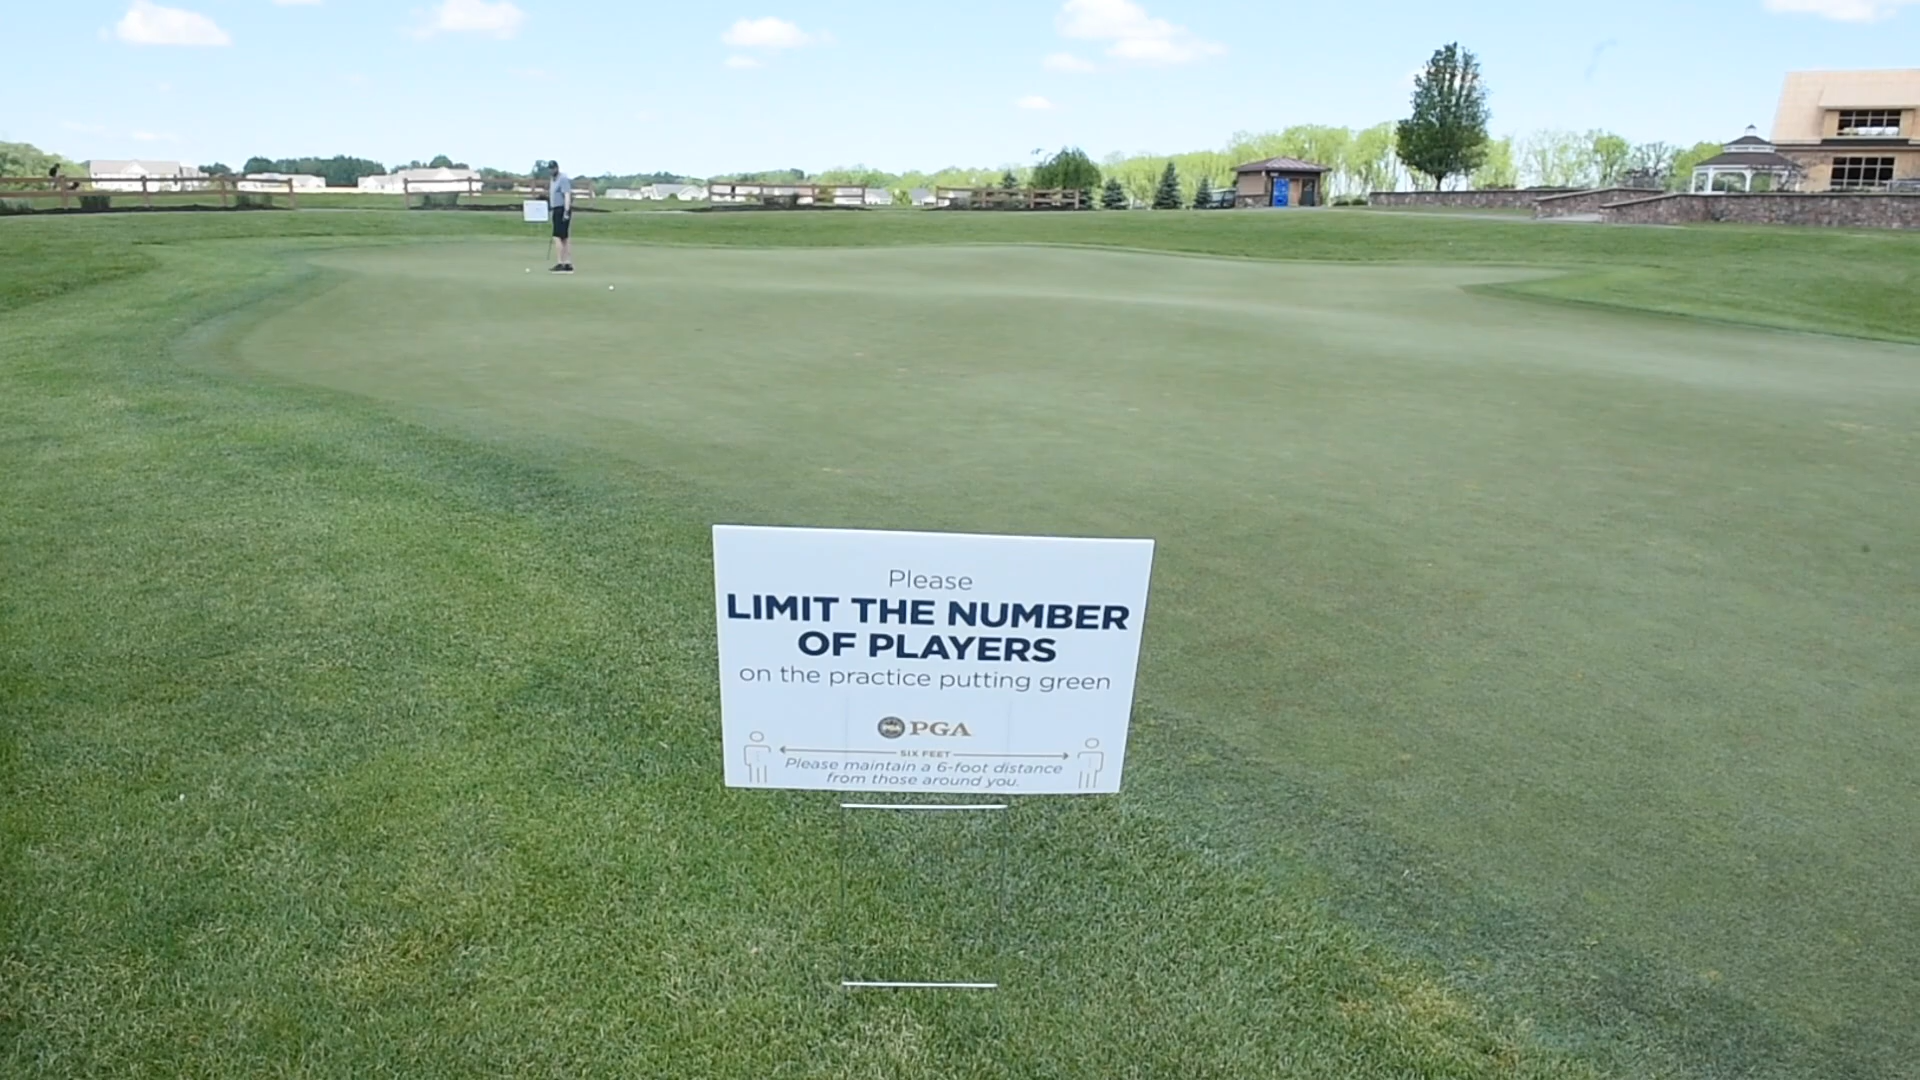 Please
LIMIT THE NUMBER
OF PLAYERS
on the practice putting green
PGA
SIX FEET
Please maintain a 6-foot distance
from those around you.